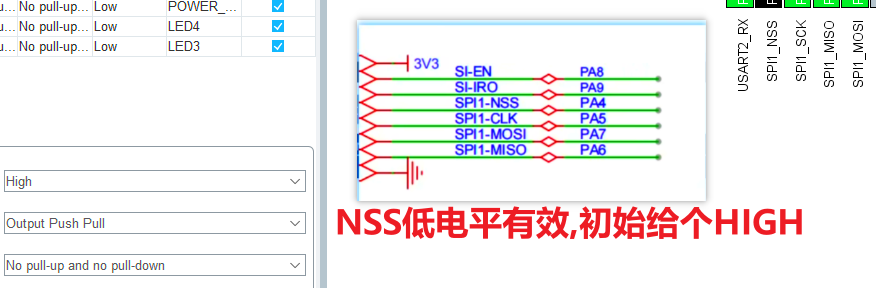 u... No pull-up... Low POWER_...
u... No pull-up... Low LED4
No pull-up... Low LED3
High
Output Push Pull
No pull-up and no pull-down
3V3
SI-EN PA8
SI-IRO PA9
SPI1-NSS PA4
SPI1-CLK PA5
SPI1-MOSI PA7
SPI1-MISO PA6
NSS低电平有效,初始给个HIGH
USART2_RX
SPI1_NSS
SPI1_SCK
SPI1_MISO
SPI1_MOSI